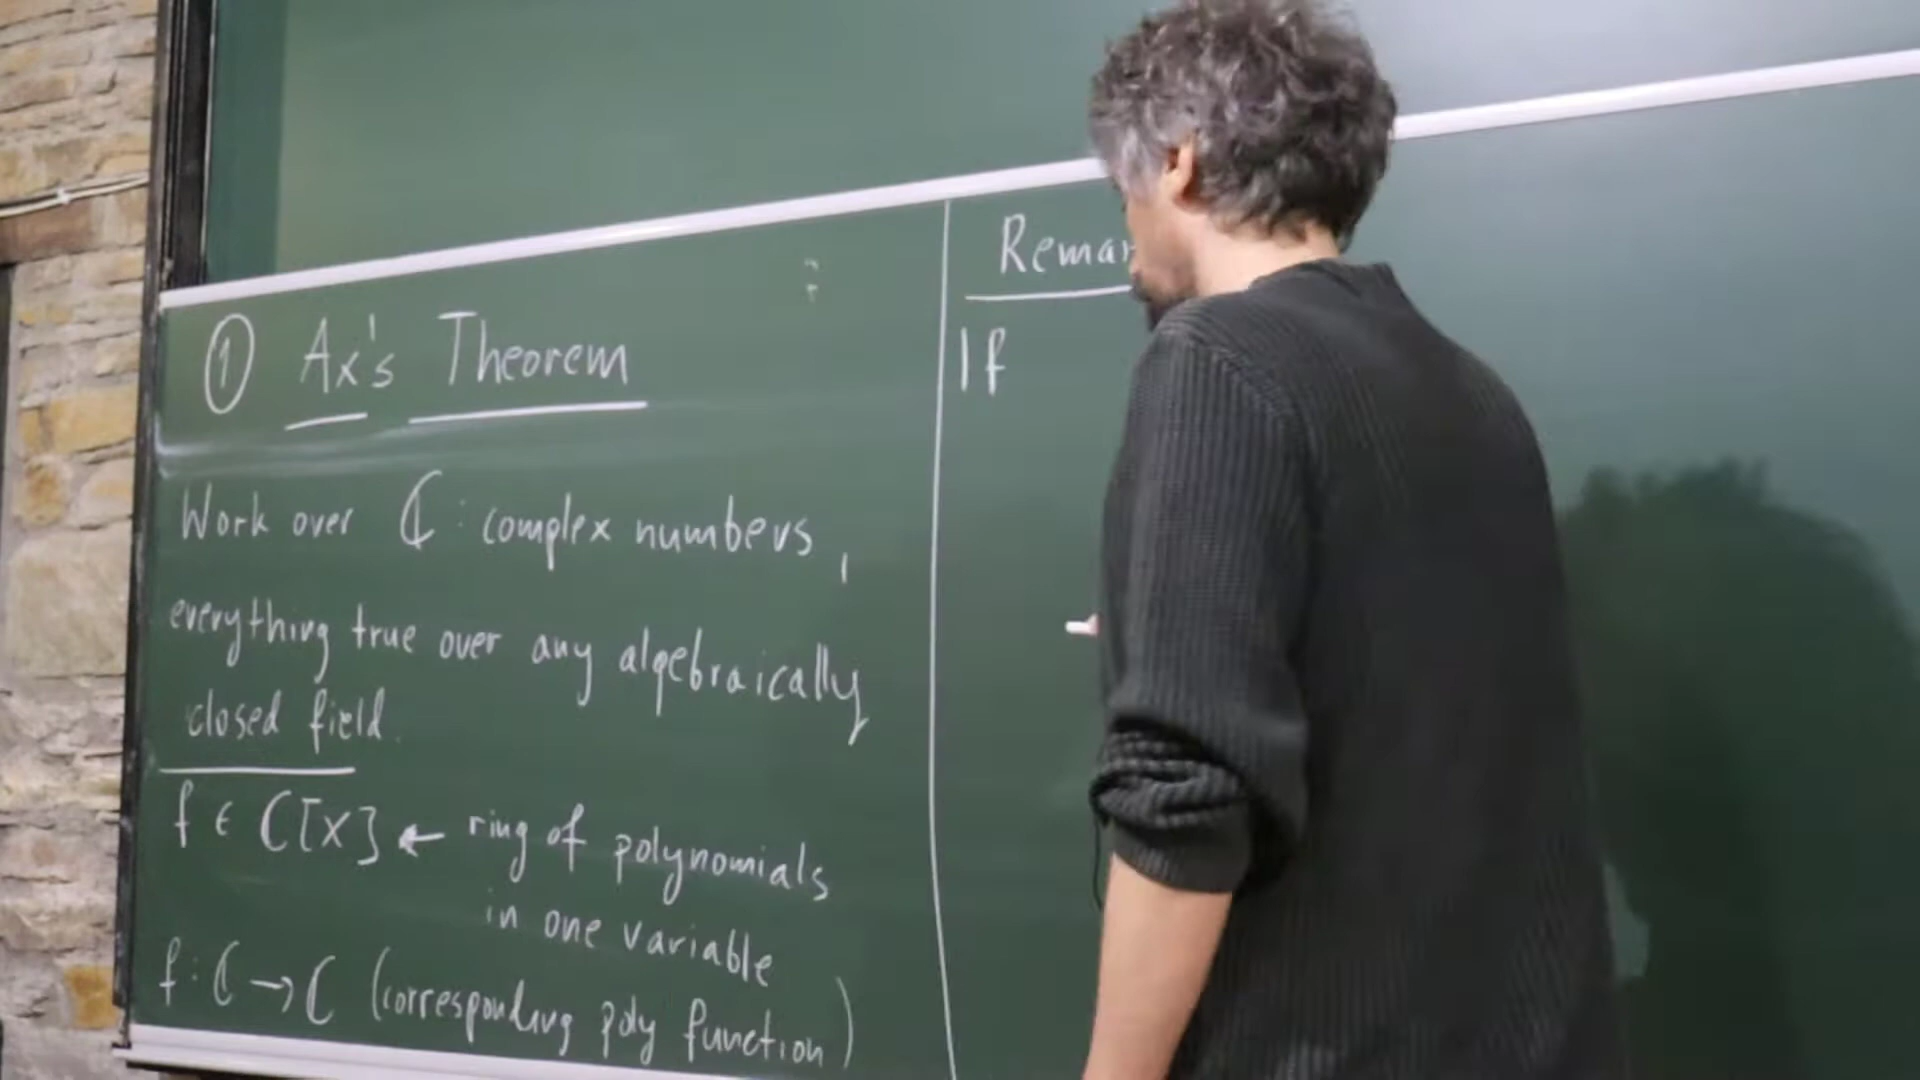 ① Ax's Theorem
Work over ℂ : complex numbers,
everything true over any algebraically
closed field.
f ∈ ℂ[X] ← ring of polynomials
in one variable
f : ℂ → ℂ (corresponding poly function)
Remar
If